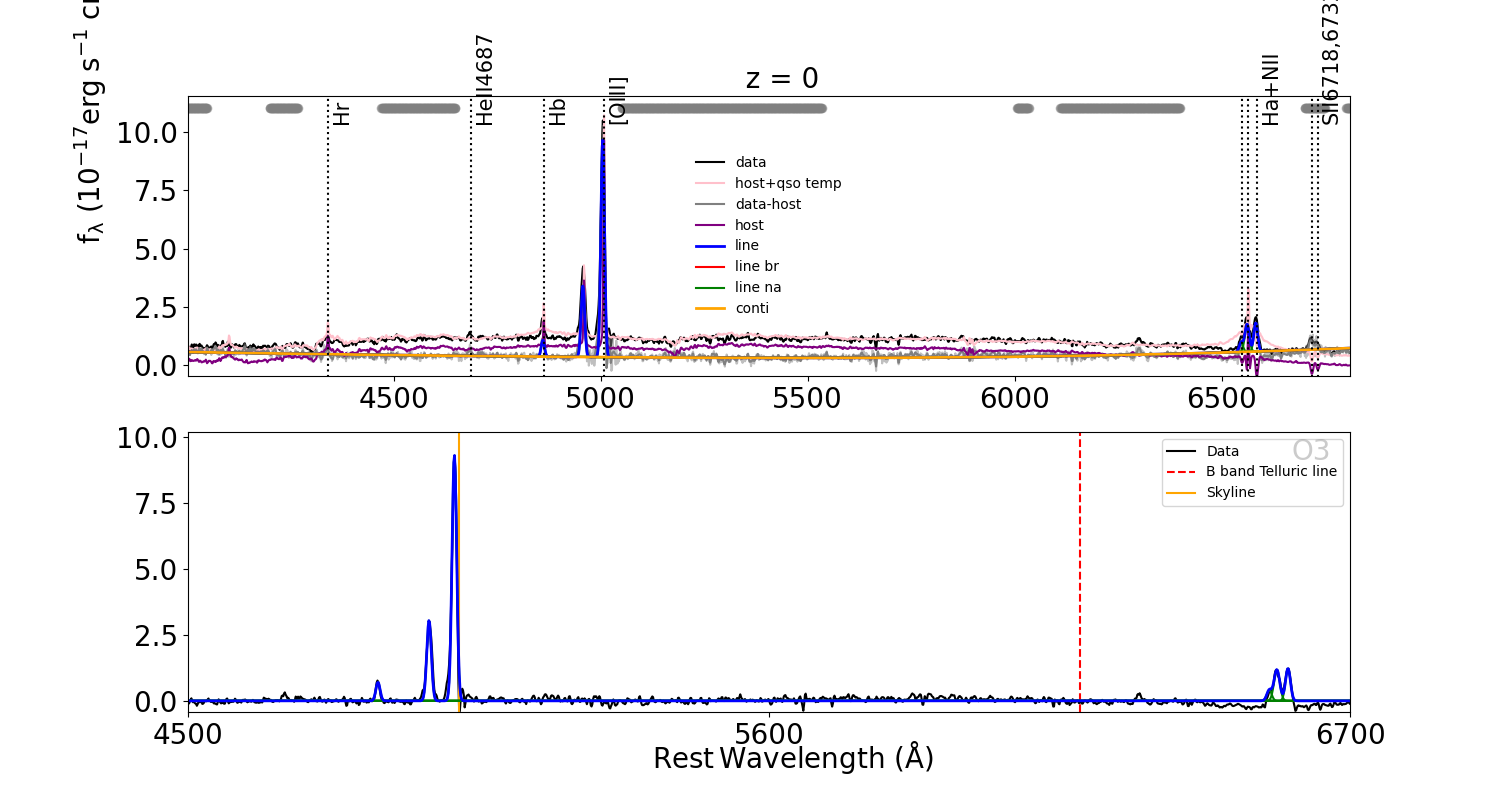 z = 0
f_λ (10^−17 erg s^−1
Hr
HeII4687
Hb
[OIII]
Ha+NII
SII6718,673
10.0
7.5
5.0
2.5
0.0
data
host+qso temp
data-host
host
line
line br
line na
conti
4500
5000
5500
6000
6500
10.0
7.5
5.0
2.5
0.0
O3
Data
B band Telluric line
Skyline
4500
5600
6700
Rest Wavelength (Å)